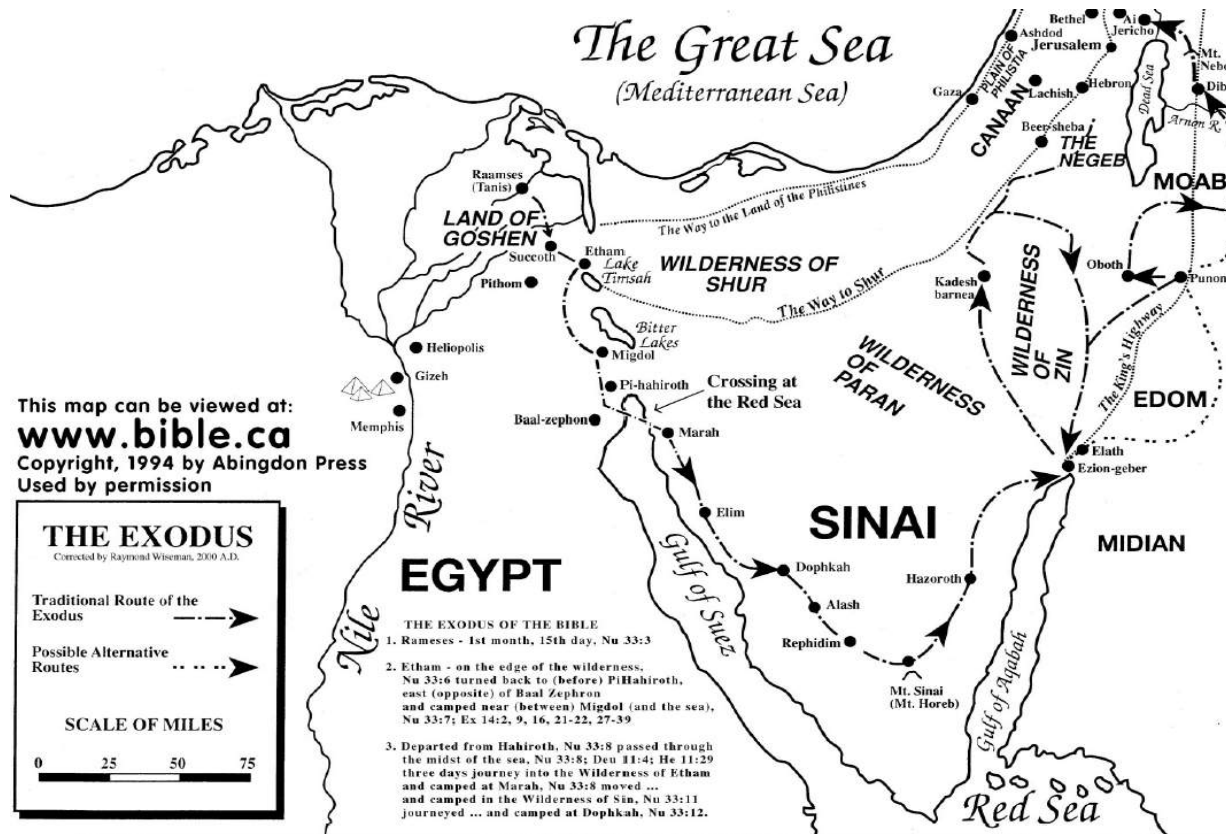 The Great Sea
(Mediterranean Sea)
Bethel
Ai
Jericho
Ashdod
Jerusalem
Mt.
Nebo
PLAIN OF
PHILISTIA
Gaza
Lachish.
Hebron
Dead Sea
Dib
Arnon R.
CANAAN
Beer-sheba
THE
NEGEB
MOAB
Raamses
(Tanis)
LAND OF
GOSHEN
The Way to the Land of the Philistines
Succoth
Etham
Lake
Timsah
WILDERNESS OF
SHUR
Pithom
The Way to Shur
Kadesh
barnea
Oboth
Punon
WILDERNESS
OF
ZIN
The King's Highway
Bitter
Lakes
Heliopolis
Migdol
WILDERNESS
OF
PARAN
Gizeh
Pi-hahiroth
Crossing at
the Red Sea
EDOM
Memphis
Baal-zephon
Marah
Elath
Ezion-geber
This map can be viewed at:
www.bible.ca
Copyright, 1994 by Abingdon Press
Used by permission
Nile River
Elim
SINAI
MIDIAN
EGYPT
Gulf of Suez
Dophkah
Hazoroth
Alash
Rephidim
Mt. Sinai
(Mt. Horeb)
Gulf of Aqabah
Red Sea
THE EXODUS
Corrected by Raymond Wiseman, 2000 A.D.
Traditional Route of the
Exodus
Possible Alternative
Routes
SCALE OF MILES
0 25 50 75
THE EXODUS OF THE BIBLE
1. Rameses - 1st month, 15th day, Nu 33:3
2. Etham - on the edge of the wilderness,
Nu 33:6 turned back to (before) PiHahiroth,
east (opposite) of Baal Zephron
and camped near (between) Migdol (and the sea),
Nu 33:7; Ex 14:2, 9, 16, 21-22, 27-39
3. Departed from Hahiroth, Nu 33:8 passed through
the midst of the sea, Nu 33:8; Deu 11:4; He 11:29
three days journey into the Wilderness of Etham
and camped at Marah, Nu 33:8 moved ...
and camped in the Wilderness of Sin, Nu 33:11
journeyed ... and camped at Dophkah, Nu 33:12.